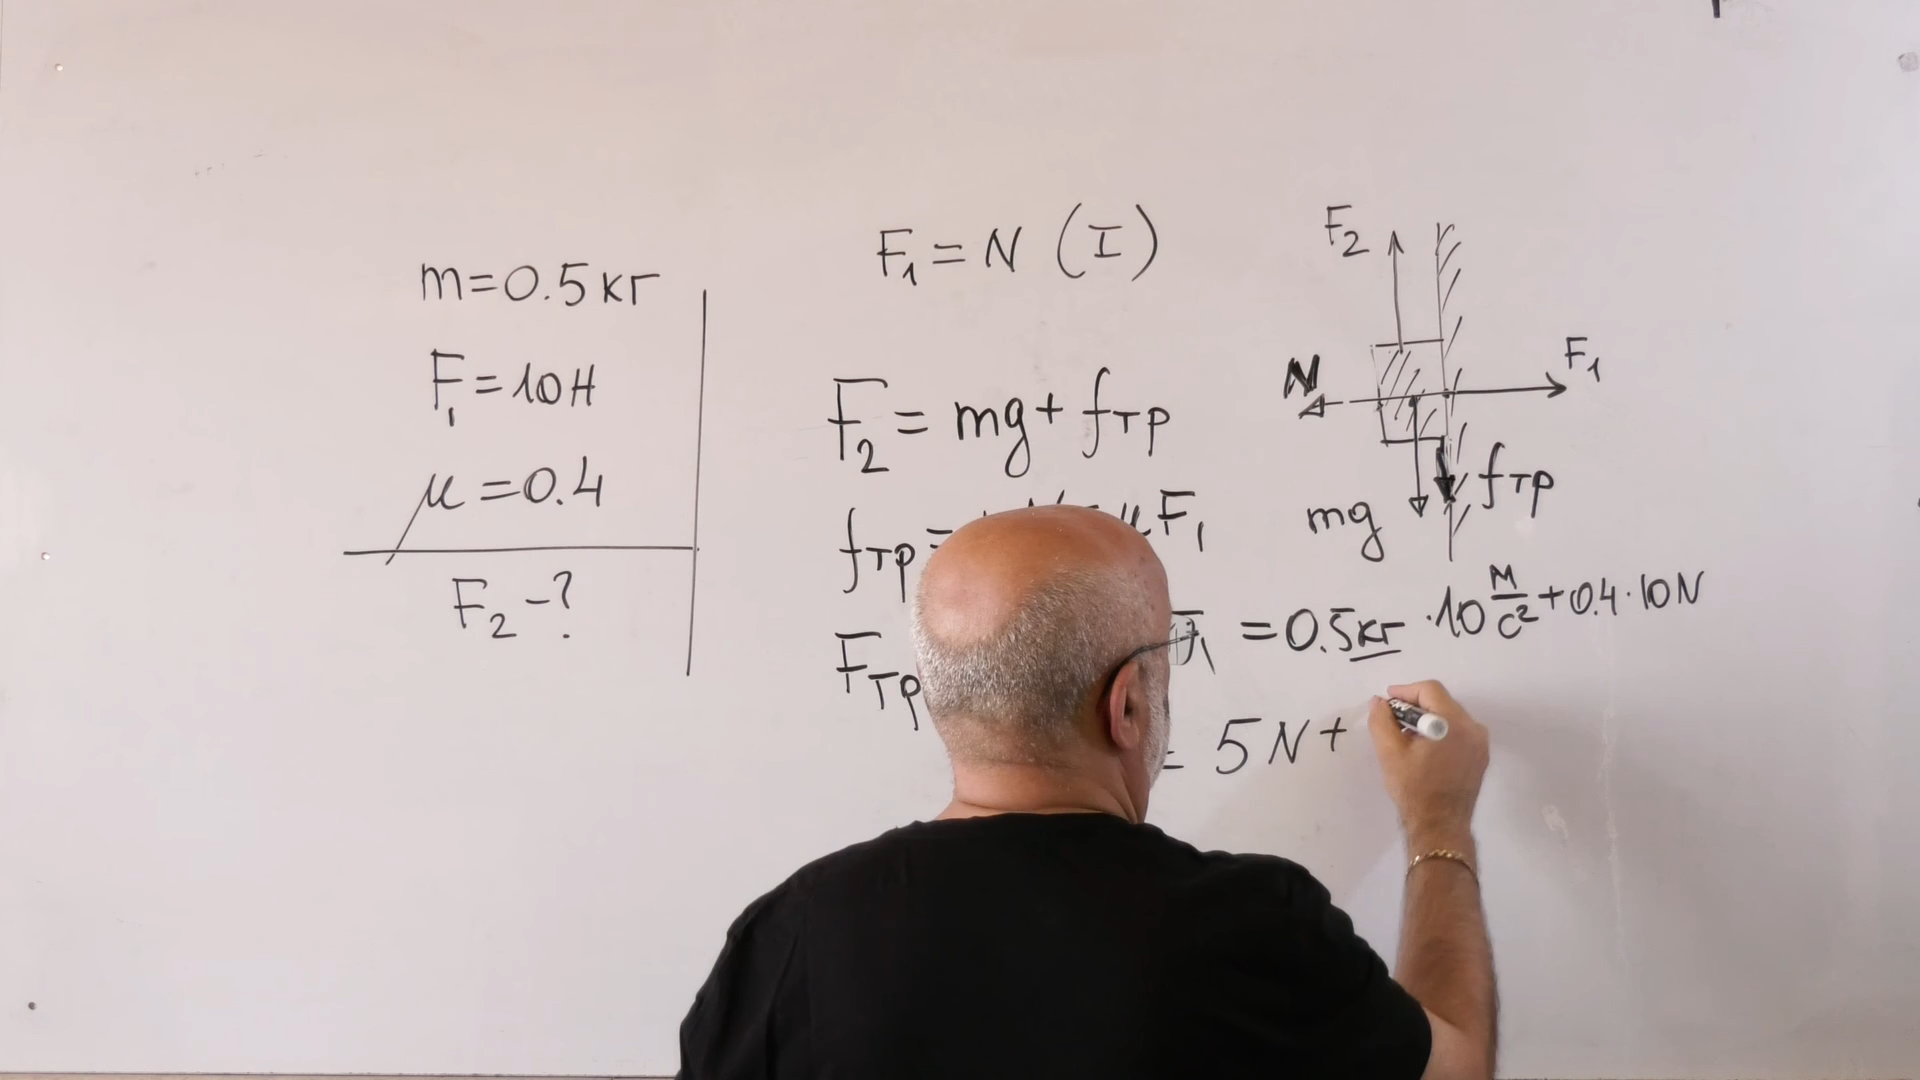 m=0.5кг
F₁=10Н
μ=0.4
F₂-?
F₁=N (I)
F₂=mg+fтр
fтр= μF₁
Fтр
=0.5кг·10 м/с²+0.4·10N
= 5N+
F₂
N
F₁
mg
fтр